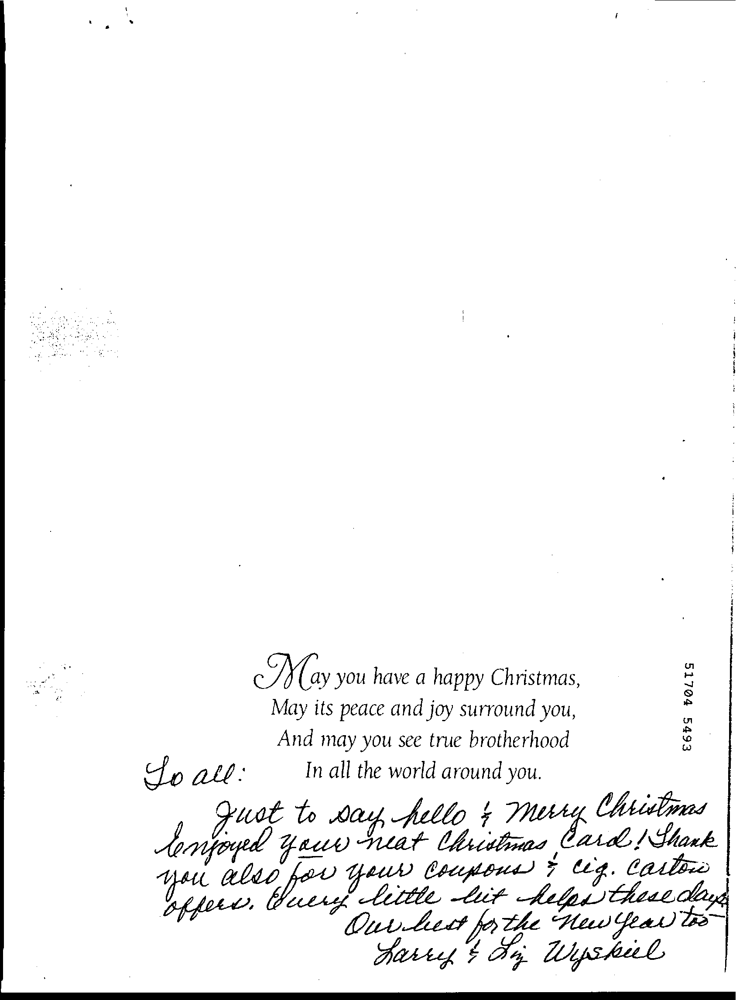 May you have a happy Christmas,
May its peace and joy surround you,
And may you see true brotherhood
In all the world around you.
To all:
Just to say hello & Merry Christmas
Enjoyed your neat Christmas Card! Thank
you also for your coupons & cig. carton
offers. Every little bit helps these days
Our best for the New Year too
Larry & Liz Wyskiel
51704 5493